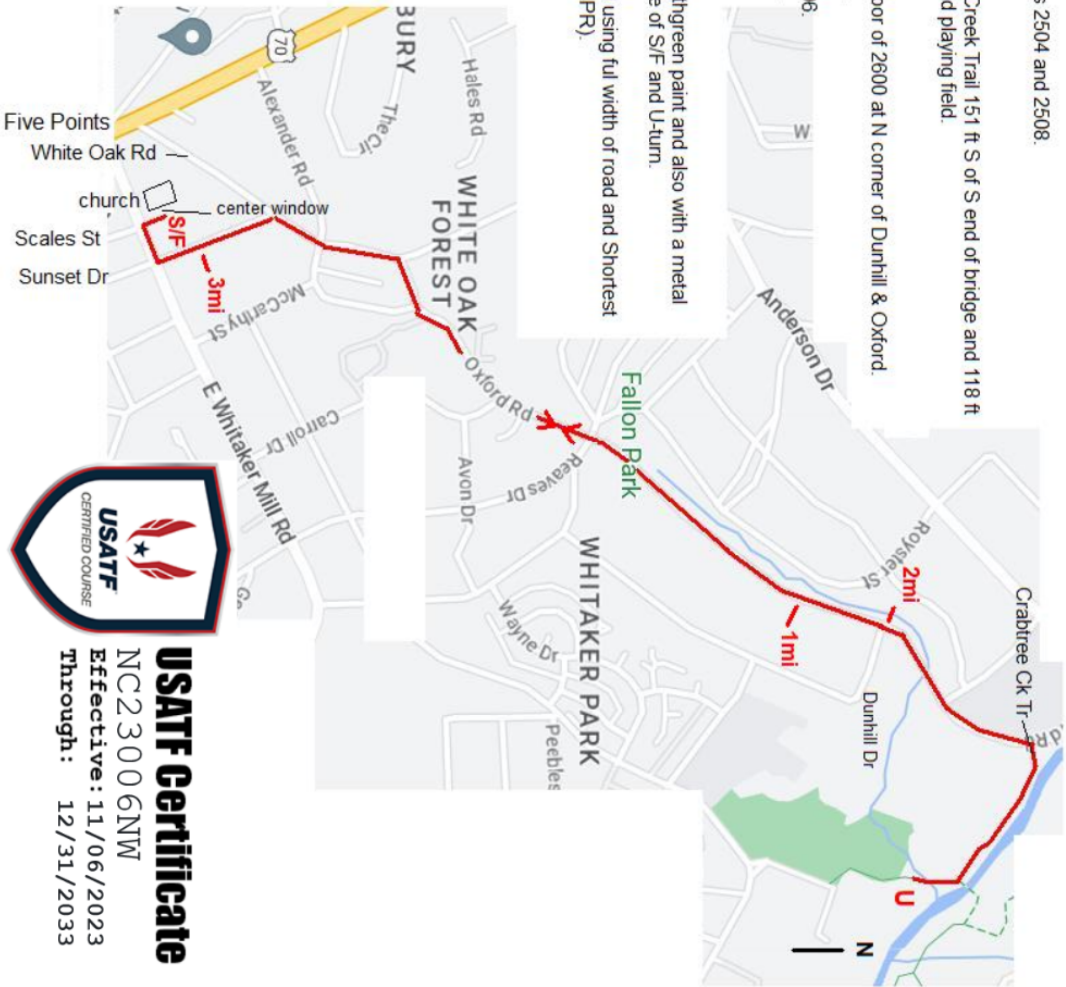 s 2504 and 2508.
Creek Trail 151 ft S of S end of bridge and 118 ft
d playing field.
oor of 2600 at N corner of Dunhill & Oxford.
06.
thgreen paint and also with a metal
e of S/F and U-turn.
using ful width of road and Shortest
PR).
BURY
70
Hales Rd
The Cir
Alexander Rd
W
Five Points
White Oak Rd
church
center window
Scales St
Sunset Dr
S/F
3mi
WHITE OAK
FOREST
McCarthy St
E Whitaker Mill Rd
Carroll Dr
Oxford Rd
Avon Dr
Reaves Dr
Fallon Park
Anderson Dr
Royster St
2mi
1mi
Crabtree Ck Tr
d Rd
Dunhill Dr
WHITAKER PARK
Wayne Dr
Peebles
Ge
U
N
USATF
CERTIFIED COURSE
USATF Certificate
NC23006NW
Effective:11/06/2023
Through: 12/31/2033